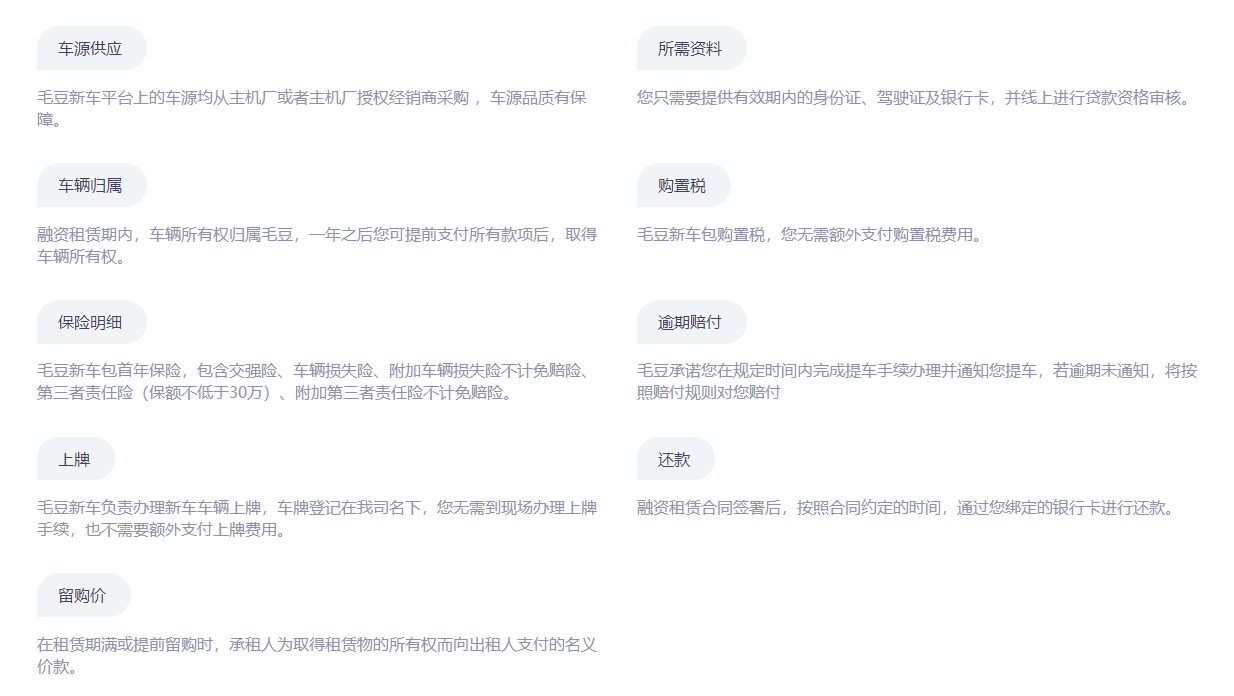 车源供应
毛豆新车平台上的车源均从主机厂或者主机厂授权经销商采购 ，车源品质有保
障。
所需资料
您只需要提供有效期内的身份证、驾驶证及银行卡，并线上进行贷款资格审核。
车辆归属
融资租赁期内，车辆所有权归属毛豆，一年之后您可提前支付所有款项后，取得
车辆所有权。
购置税
毛豆新车包购置税，您无需额外支付购置税费用。
保险明细
毛豆新车包首年保险，包含交强险、车辆损失险、附加车辆损失险不计免赔险、
第三者责任险（保额不低于30万）、附加第三者责任险不计免赔险。
逾期赔付
毛豆承诺您在规定时间内完成提车手续办理并通知您提车，若逾期未通知，将按
照赔付规则对您赔付
上牌
毛豆新车负责办理新车车辆上牌，车牌登记在我司名下，您无需到现场办理上牌
手续，也不需要额外支付上牌费用。
还款
融资租赁合同签署后，按照合同约定的时间，通过您绑定的银行卡进行还款。
留购价
在租赁期满或提前留购时，承租人为取得租赁物的所有权而向出租人支付的名义
价款。